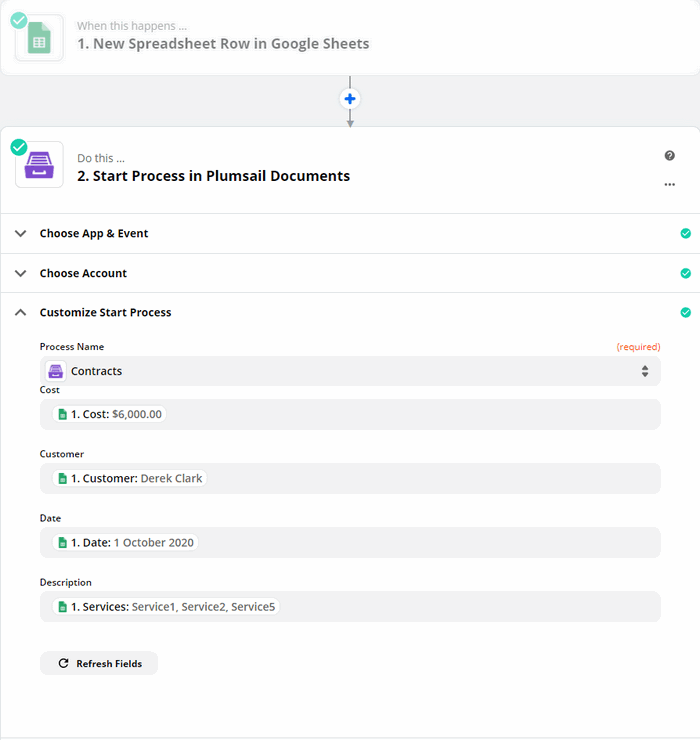 When this happens ...
1. New Spreadsheet Row in Google Sheets
Do this ...
2. Start Process in Plumsail Documents
Choose App & Event
Choose Account
Customize Start Process
Process Name (required)
Contracts
Cost
1. Cost: $6,000.00
Customer
1. Customer: Derek Clark
Date
1. Date: 1 October 2020
Description
1. Services: Service1, Service2, Service5
Refresh Fields